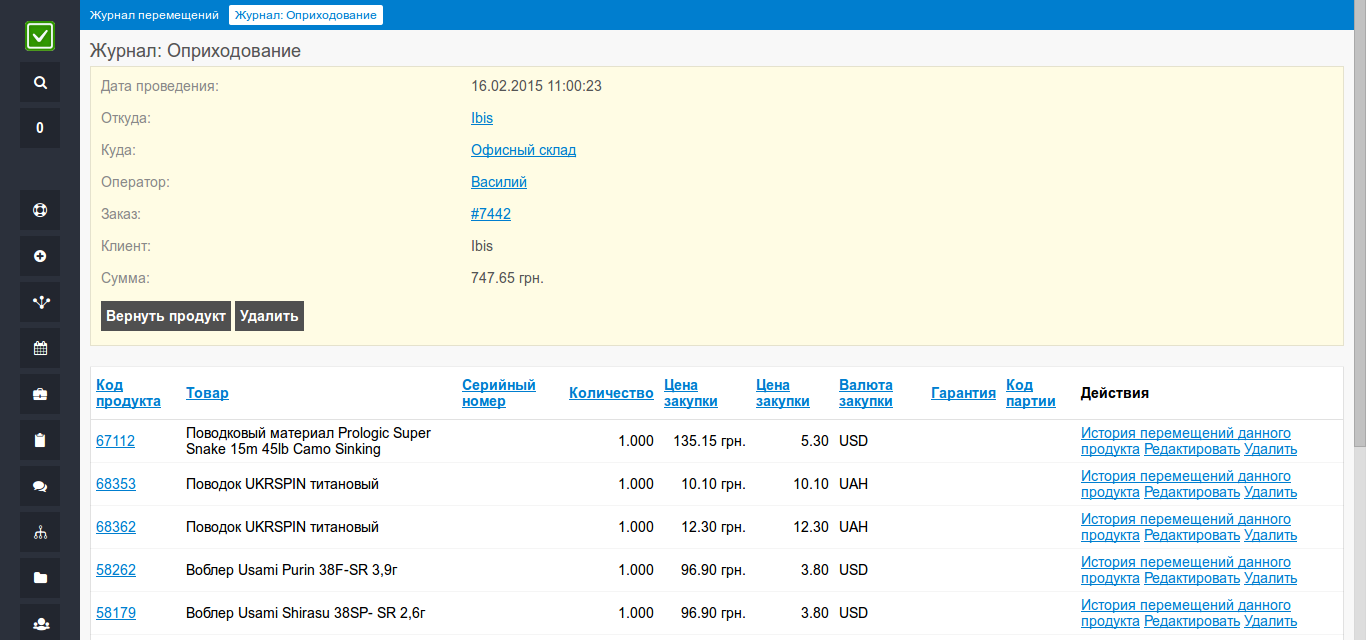 Журнал перемещений Журнал: Оприходование
Журнал: Оприходование
0
Дата проведения: 16.02.2015 11:00:23
Откуда: Ibis
Куда: Офисный склад
Оператор: Василий
Заказ: #7442
Клиент: Ibis
Сумма: 747.65 грн.
Вернуть продукт Удалить
Код продукта Товар Серийный номер Количество Цена закупки Цена закупки Валюта закупки Гарантия Код партии Действия
67112 Поводковый материал Prologic Super Snake 15m 45lb Camo Sinking 1.000 135.15 грн. 5.30 USD История перемещений данного продукта Редактировать Удалить
68353 Поводок UKRSPIN титановый 1.000 10.10 грн. 10.10 UAH История перемещений данного продукта Редактировать Удалить
68362 Поводок UKRSPIN титановый 1.000 12.30 грн. 12.30 UAH История перемещений данного продукта Редактировать Удалить
58262 Воблер Usami Purin 38F-SR 3,9г 1.000 96.90 грн. 3.80 USD История перемещений данного продукта Редактировать Удалить
58179 Воблер Usami Shirasu 38SP- SR 2,6г 1.000 96.90 грн. 3.80 USD История перемещений данного продукта Редактировать Удалить